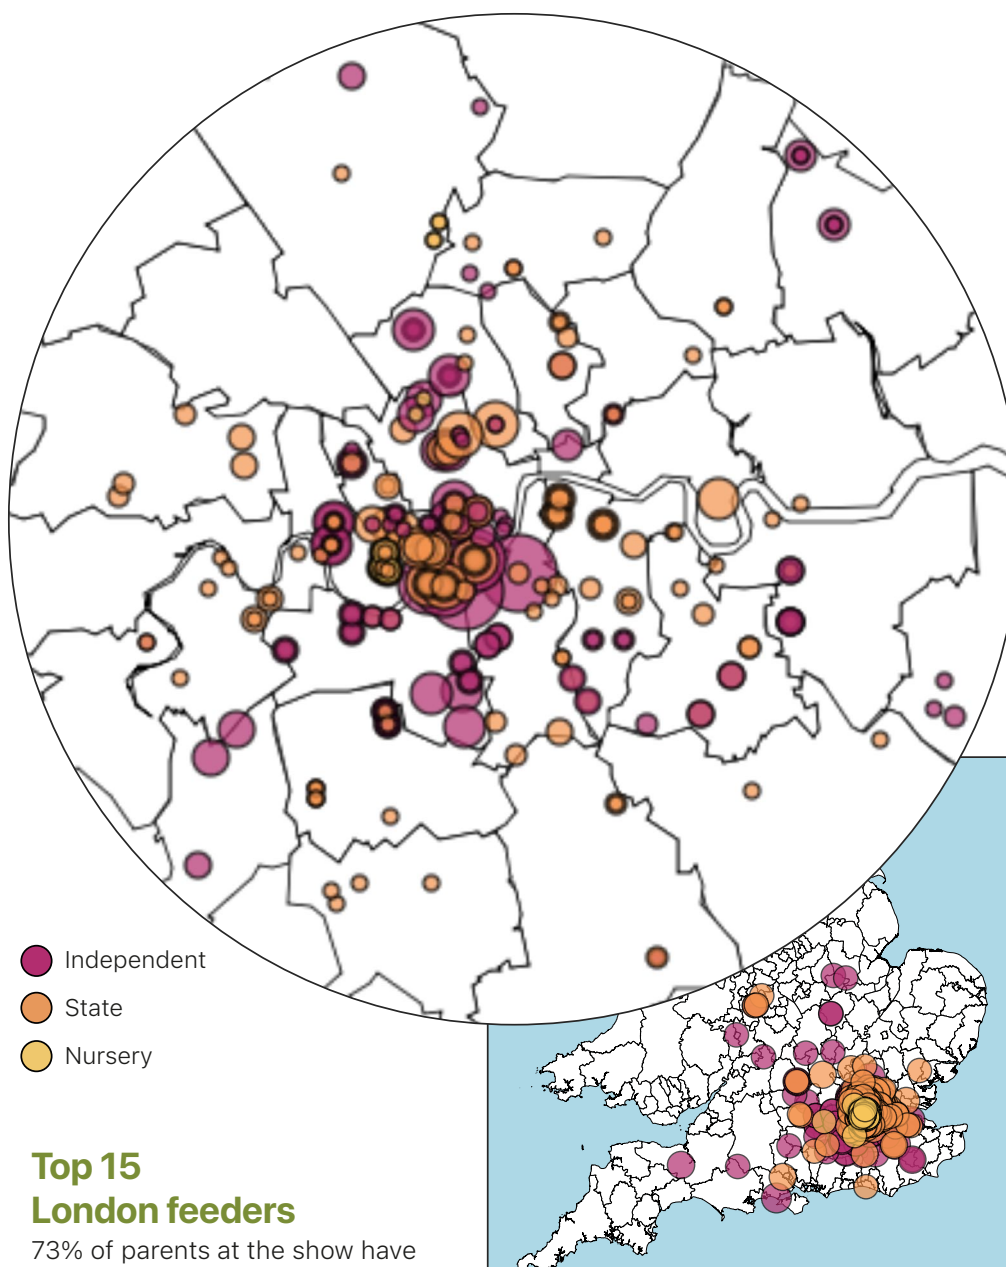 Independent
State
Nursery
Top 15
London feeders
73% of parents at the show have